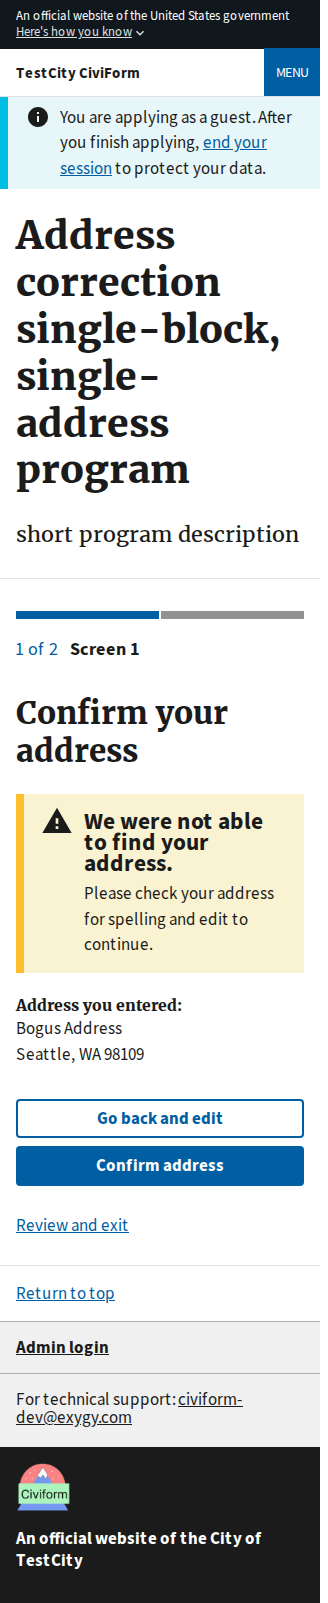 An official website of the United States government
Here's how you know
TestCity CiviForm
MENU
You are applying as a guest. After
you finish applying, end your
session to protect your data.
Address
correction
single-block,
single-
address
program
short program description
1 of 2 Screen 1
Confirm your
address
We were not able
to find your
address.
Please check your address
for spelling and edit to
continue.
Address you entered:
Bogus Address
Seattle, WA 98109
Go back and edit
Confirm address
Review and exit
Return to top
Admin login
For technical support: civiform-
dev@exygy.com
Civiform
An official website of the City of
TestCity